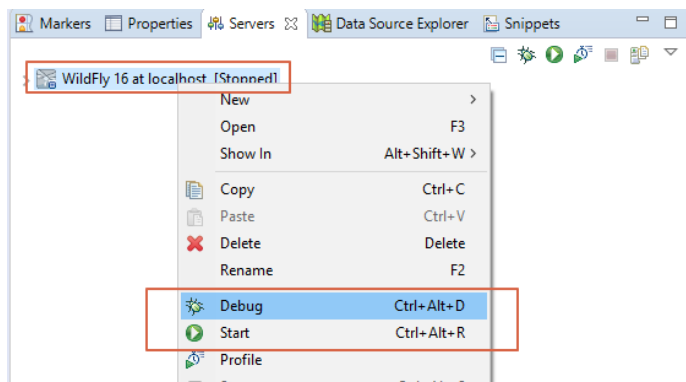 Markers Properties Servers Data Source Explorer Snippets
WildFly 16 at localhost [Stopped]
New
Open F3
Show In Alt+Shift+W
Copy Ctrl+C
Paste Ctrl+V
Delete Delete
Rename F2
Debug Ctrl+Alt+D
Start Ctrl+Alt+R
Profile